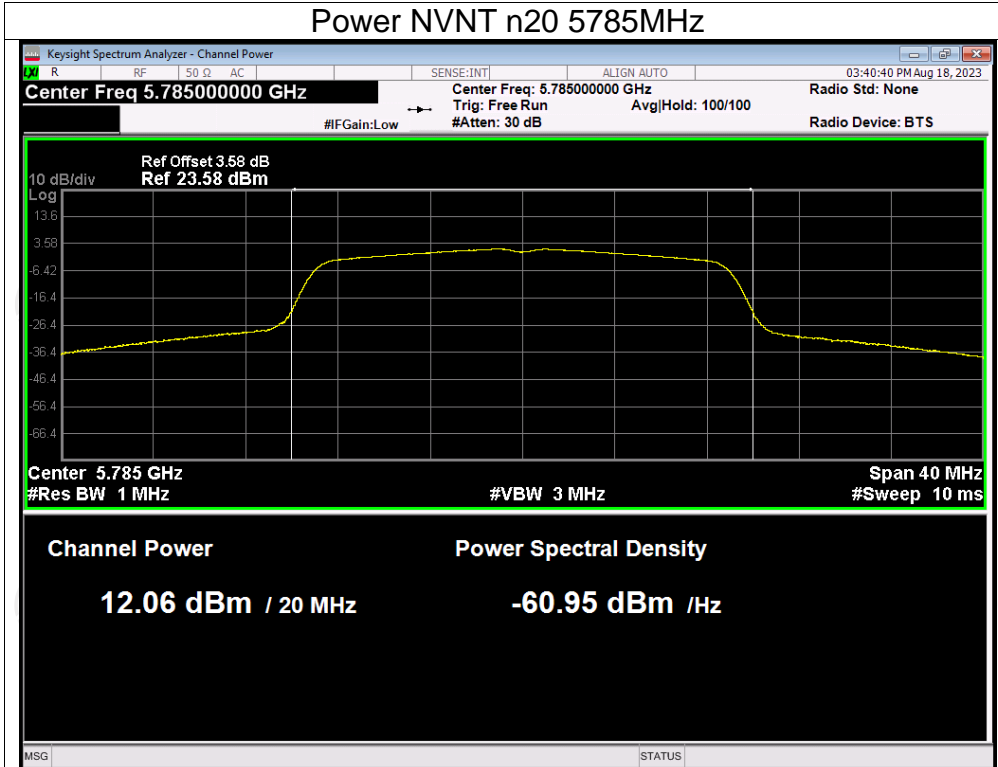 Power NVNT n20 5785MHz
Keysight Spectrum Analyzer - Channel Power
LXI R RF 50 Ω AC SENSE:INT ALIGN AUTO 03:40:40 PM Aug 18, 2023
Center Freq 5.785000000 GHz Center Freq: 5.785000000 GHz Radio Std: None
Trig: Free Run Avg|Hold: 100/100
#IFGain:Low #Atten: 30 dB Radio Device: BTS
Ref Offset 3.58 dB
10 dB/div Ref 23.58 dBm
Log
13.6
3.58
-6.42
-16.4
-26.4
-36.4
-46.4
-56.4
-66.4
Center 5.785 GHz Span 40 MHz
#Res BW 1 MHz #VBW 3 MHz #Sweep 10 ms
Channel Power Power Spectral Density
12.06 dBm / 20 MHz -60.95 dBm /Hz
MSG STATUS